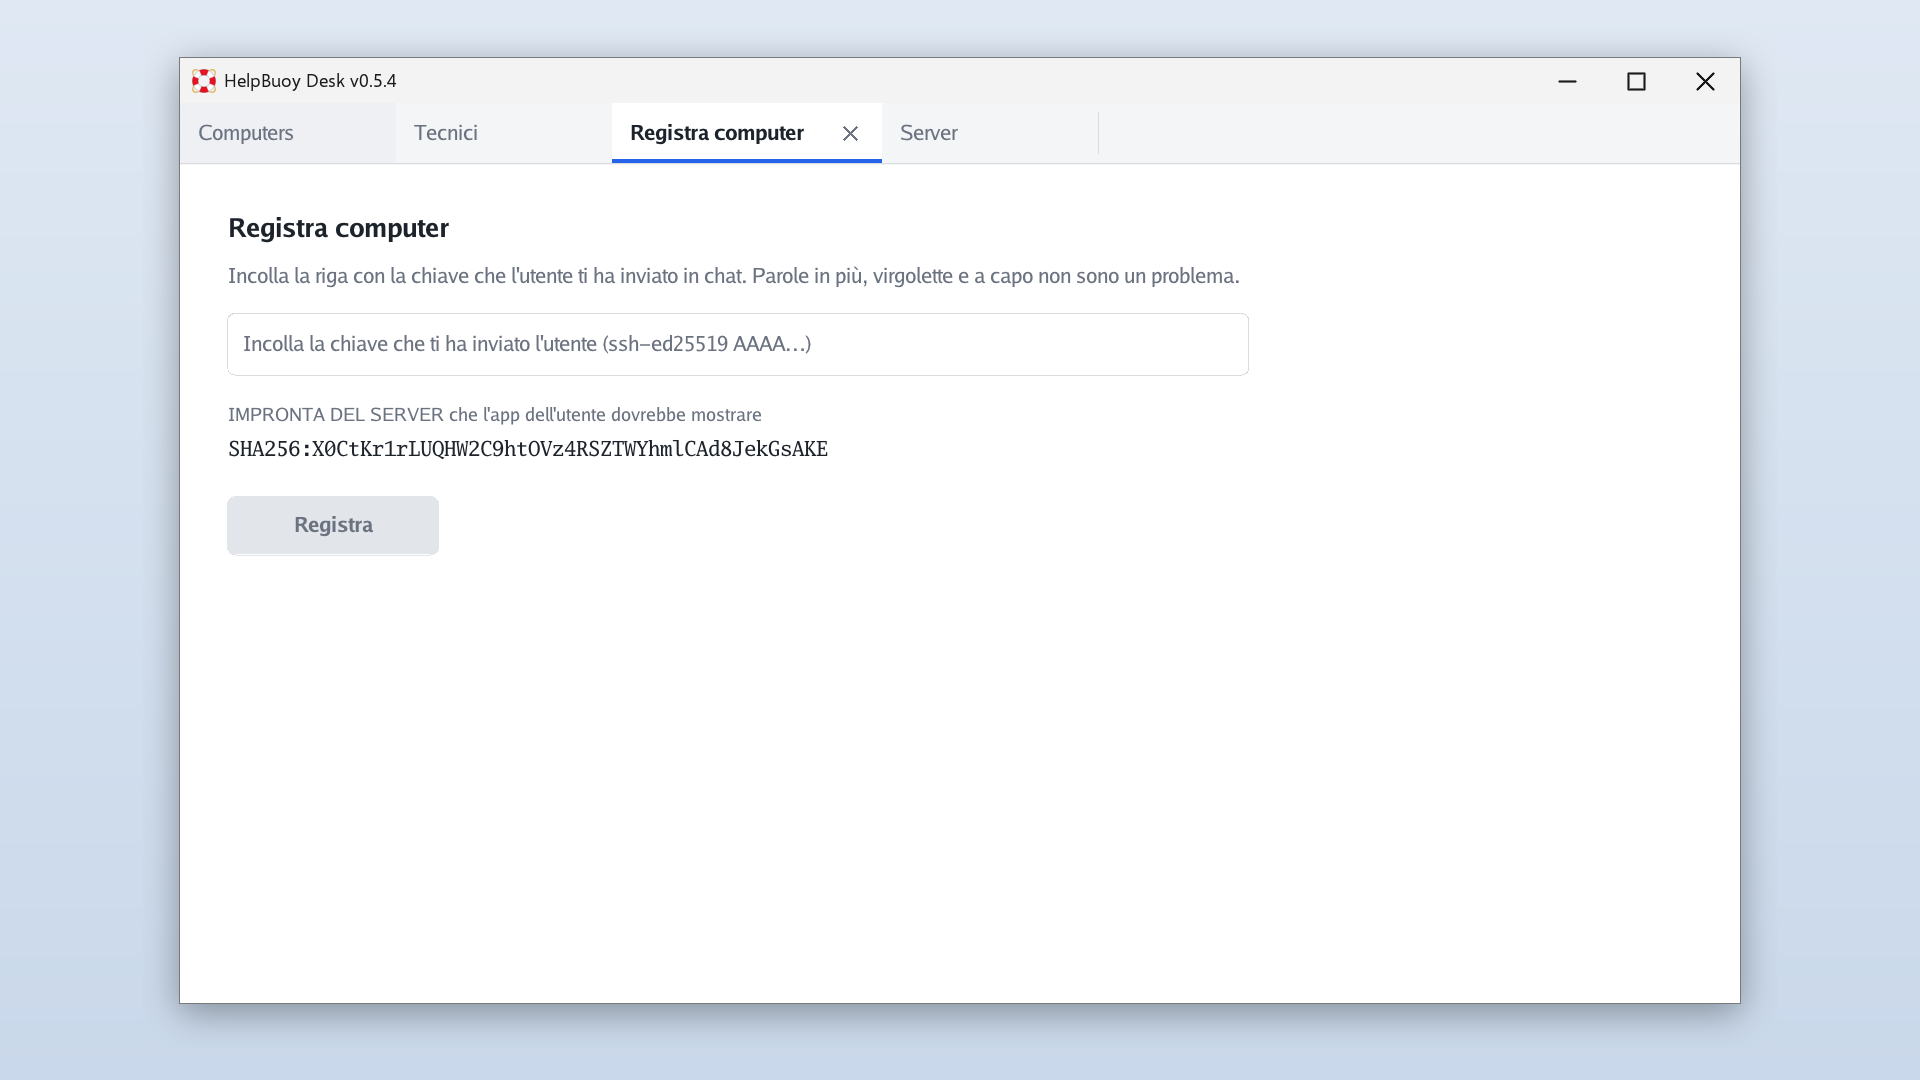 HelpBuoy Desk v0.5.4
Computers
Tecnici
Registra computer
Server
Registra computer
Incolla la riga con la chiave che l'utente ti ha inviato in chat. Parole in più, virgolette e a capo non sono un problema.
Incolla la chiave che ti ha inviato l'utente (ssh-ed25519 AAAA…)
IMPRONTA DEL SERVER che l'app dell'utente dovrebbe mostrare
SHA256:X0CtKr1rLUQHW2C9htOVz4RSZTWYhmlCAd8JekGsAKE
Registra